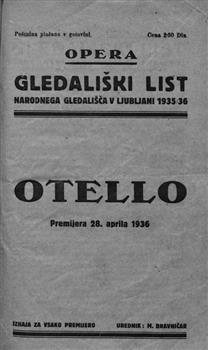 Poštnina plačana v gotovini.
Cena 2·50 Din.
OPERA
GLEDALIŠKI LIST
NARODNEGA GLEDALIŠČA V LJUBLJANI 1935/36
OTELLO
Premijera 28. aprila 1936
IZHAJA ZA VSAKO PREMIJERO
UREDNIK: M. BRAVNIČAR